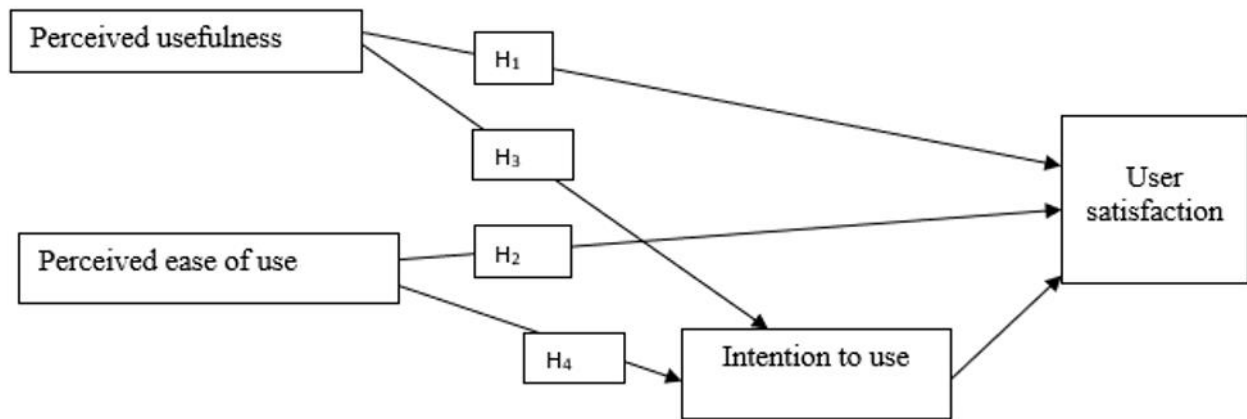 Perceived usefulness
H₁
H₃
User
satisfaction
Perceived ease of use
H₂
H₄
Intention to use